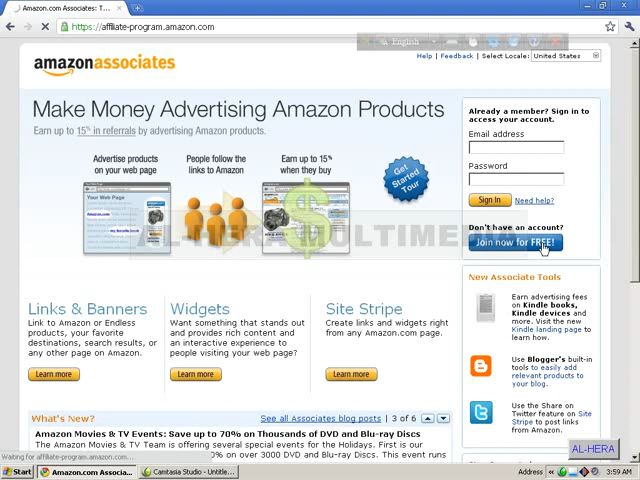 Amazon.com Associates: T...
https://affiliate-program.amazon.com
English
amazonassociates
Help | Feedback | Select Locale: United States
Make Money Advertising Amazon Products
Earn up to 15% in referrals by advertising Amazon products.
Advertise products
on your web page
People follow the
links to Amazon
Earn up to 15%
when they buy
Get
Started
Tour
Your Web Page
Already a member? Sign in to
access your account.
Email address
Password
Sign In
Need help?
Don't have an account?
Join now for FREE!
AL-HERA MULTIMEDIA
Links & Banners
Link to Amazon or Endless
products, your favorite
destinations, search results, or
any other page on Amazon.
Learn more
Widgets
Want something that stands out
and provides rich content and
an interactive experience to
people visiting your web page?
Learn more
Site Stripe
Create links and widgets right
from any Amazon.com page.
Learn more
New Associate Tools
Earn advertising fees
on Kindle books,
Kindle devices and
more. Visit the new
Kindle landing page to
learn how.
Use Blogger's built-in
tools to easily add
relevant products to
your blog.
Use the Share on
Twitter feature on Site
Stripe to post links
from Amazon.
What's New?
See all Associates blog posts | 3 of 6
Amazon Movies & TV Events: Save up to 70% on Thousands of DVD and Blu-ray Discs
The Amazon Movies & TV Team is offering several special events for the Holidays. First is our
50% on over 3000 DVD and Blu-ray Discs. This event runs
AL-HERA
Waiting for affiliate-program.amazon.com...
Start
Amazon.com Associa...
Camtasia Studio - Untitle...
Address
3:59 AM